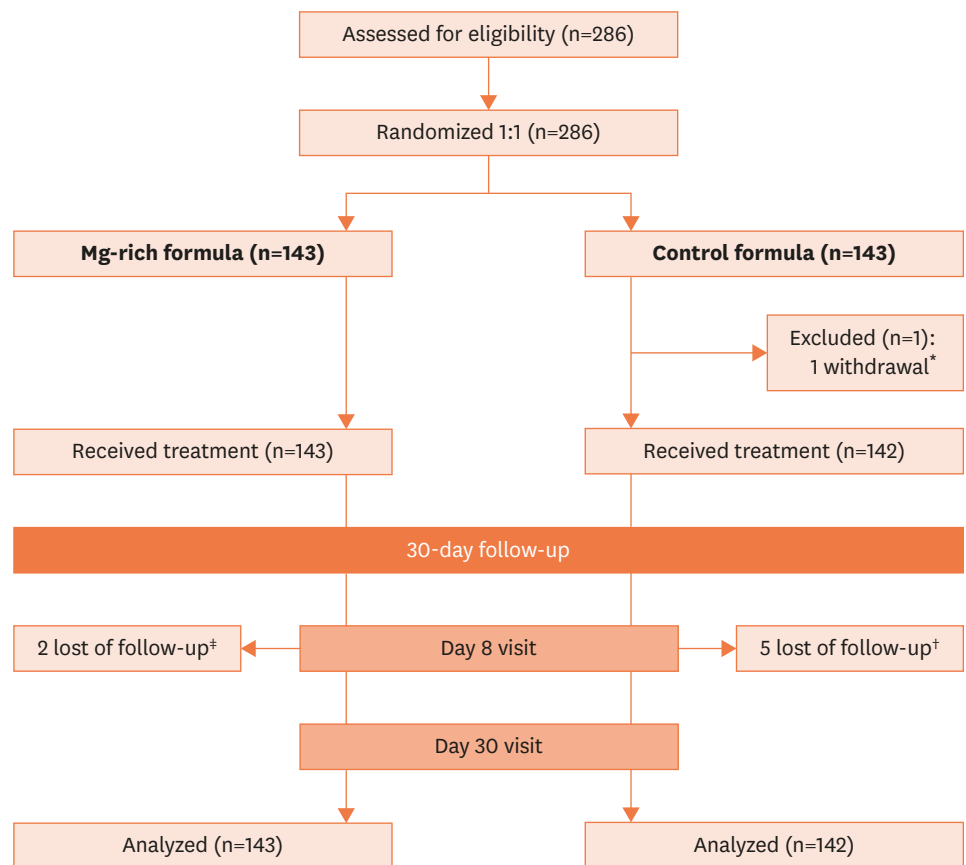 Assessed for eligibility (n=286)
Randomized 1:1 (n=286)
Mg-rich formula (n=143)
Control formula (n=143)
Excluded (n=1):
1 withdrawal*
Received treatment (n=143)
Received treatment (n=142)
30-day follow-up
2 lost of follow-up‡
Day 8 visit
5 lost of follow-up†
Day 30 visit
Analyzed (n=143)
Analyzed (n=142)